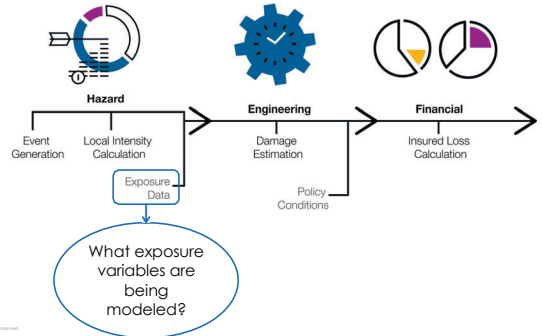 Hazard
Engineering
Financial
Event
Generation
Local Intensity
Calculation
Damage
Estimation
Insured Loss
Calculation
Exposure
Data
Policy
Conditions
What exposure
variables are
being
modeled?
reserved.